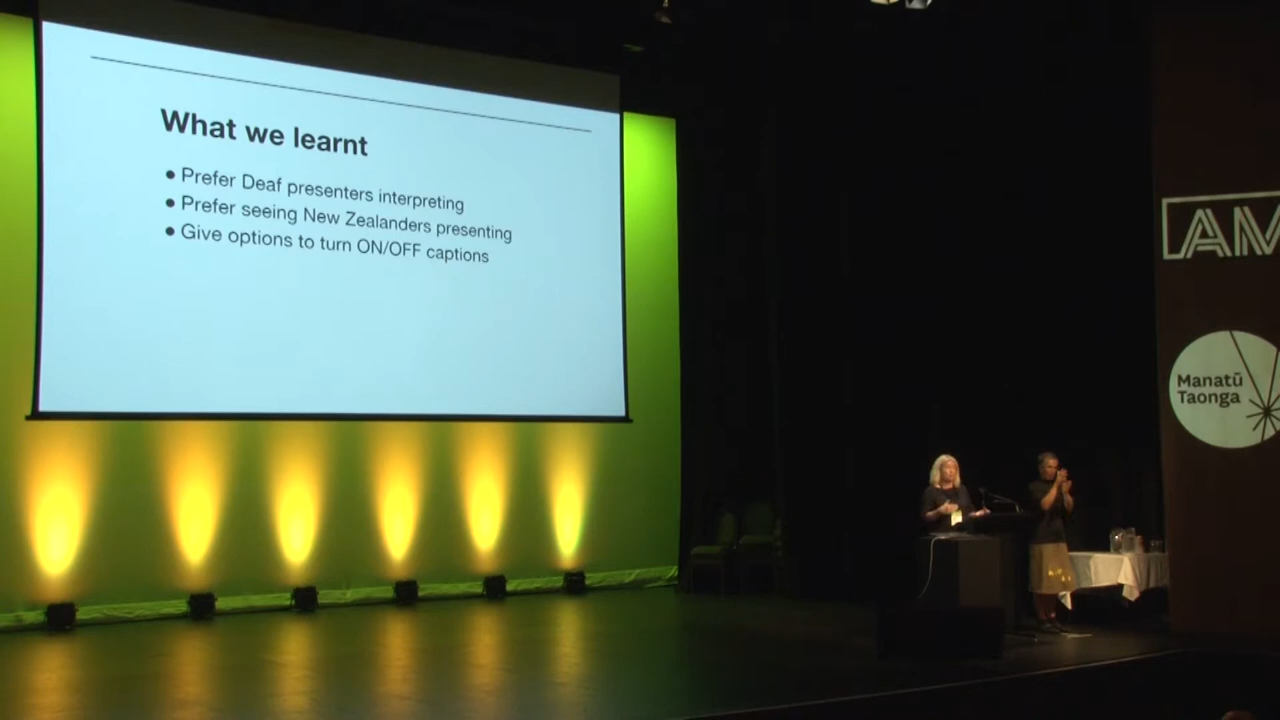 What we learnt
● Prefer Deaf presenters interpreting
● Prefer seeing New Zealanders presenting
● Give options to turn ON/OFF captions
AM
Manatū
Taonga